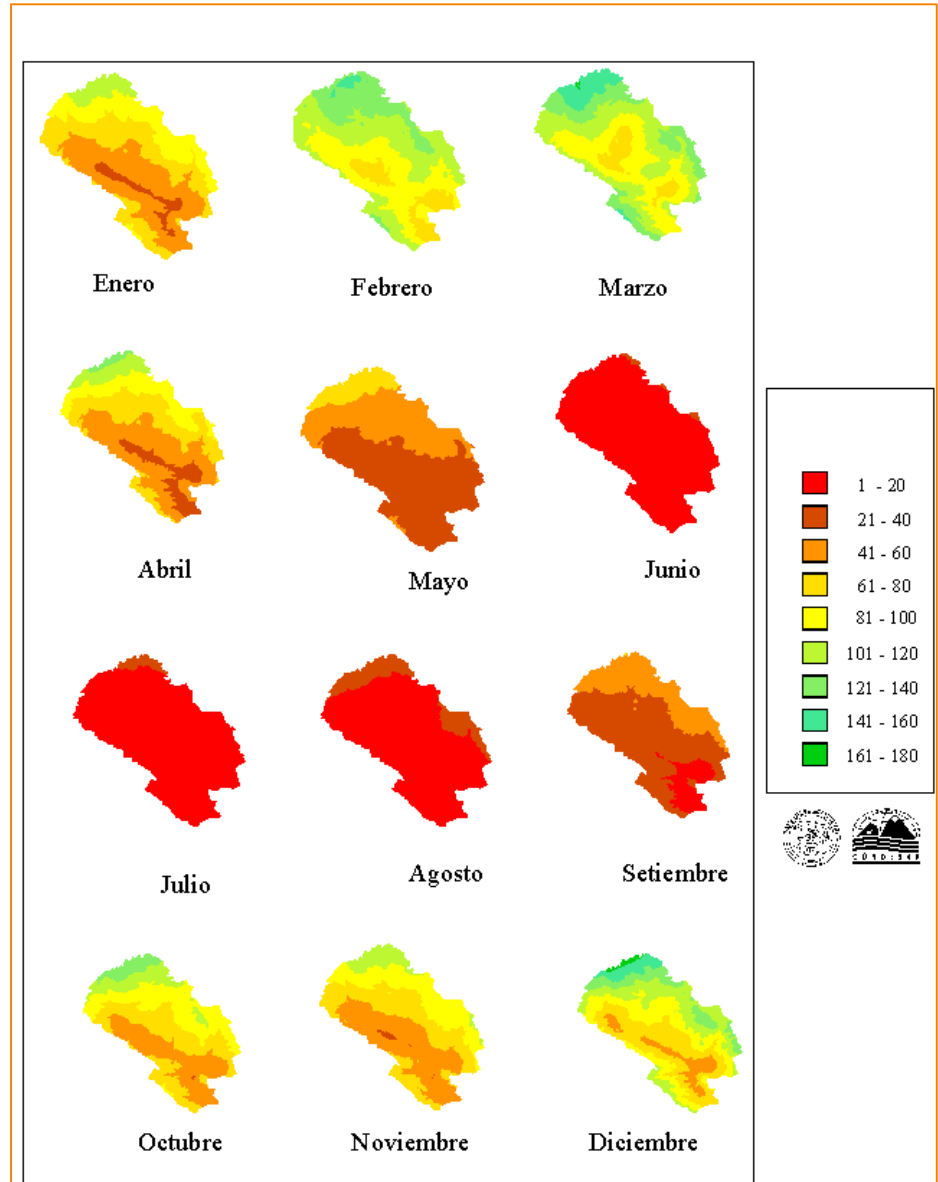 Enero Febrero Marzo
Abril Mayo Junio
Julio Agosto Setiembre
Octubre Noviembre Diciembre
1 - 20
21 - 40
41 - 60
61 - 80
81 - 100
101 - 120
121 - 140
141 - 160
161 - 180